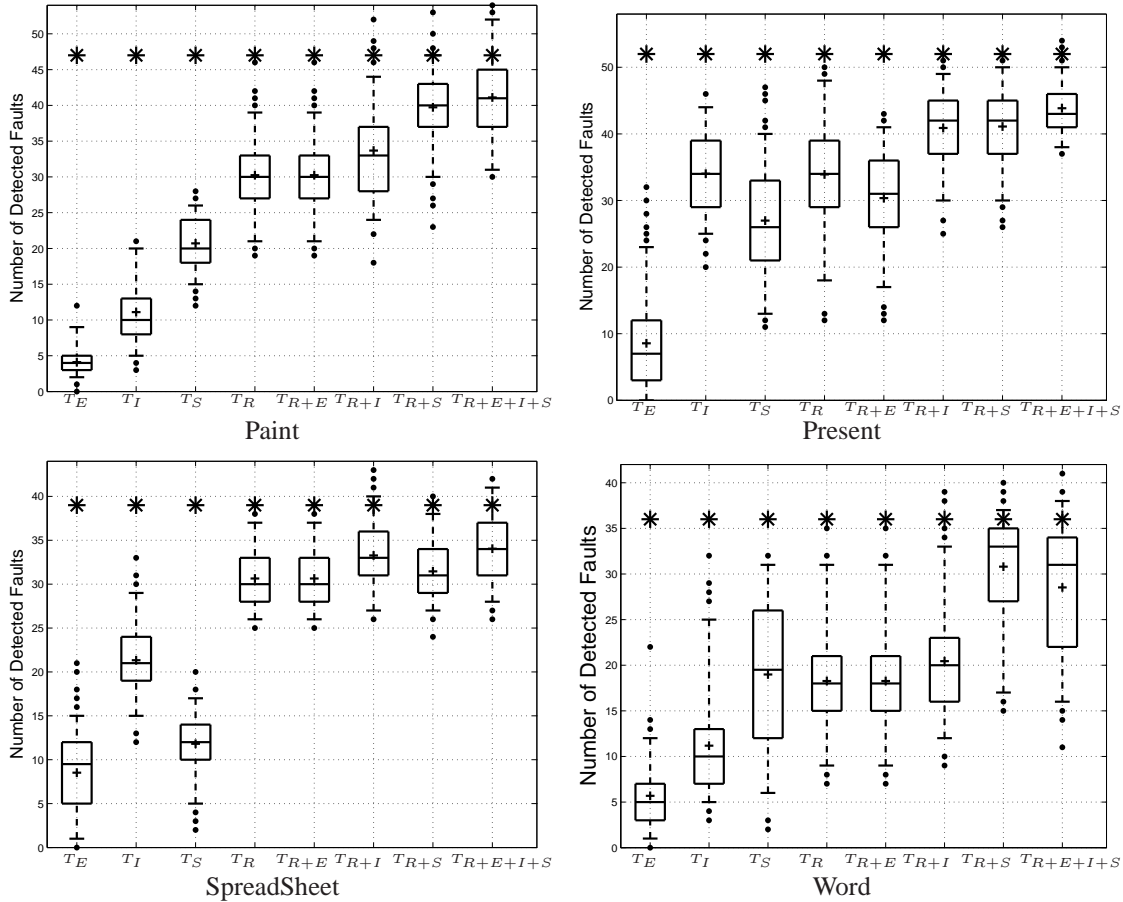 Number of Detected Faults
50
45
40
35
30
25
20
15
10
5
0
T_E T_I T_S T_R T_{R+E} T_{R+I} T_{R+S} T_{R+E+I+S}
Paint
Number of Detected Faults
50
40
30
20
10
0
T_E T_I T_S T_R T_{R+E} T_{R+I} T_{R+S} T_{R+E+I+S}
Present
Number of Detected Faults
40
35
30
25
20
15
10
5
0
T_E T_I T_S T_R T_{R+E} T_{R+I} T_{R+S} T_{R+E+I+S}
SpreadSheet
Number of Detected Faults
40
35
30
25
20
15
10
5
0
T_E T_I T_S T_R T_{R+E} T_{R+I} T_{R+S} T_{R+E+I+S}
Word